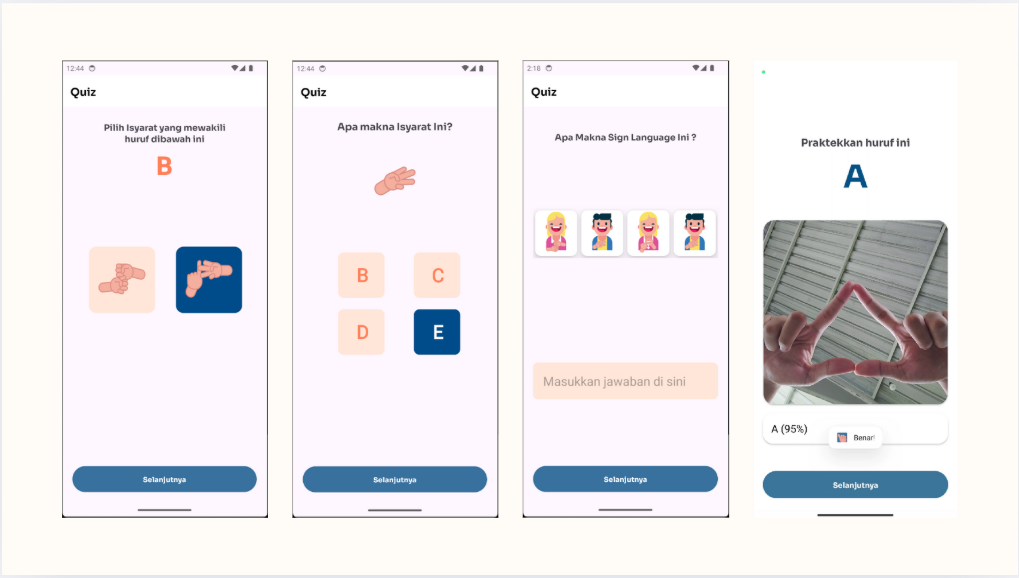 12:44
Quiz
Pilih Isyarat yang mewakili
huruf dibawah ini
B
Selanjutnya
12:44
Quiz
Apa makna Isyarat Ini?
B
C
D
E
Selanjutnya
2:18
Quiz
Apa Makna Sign Language Ini ?
Masukkan jawaban di sini
Selanjutnya
Praktekkan huruf ini
A
A (95%)
Benar!
Selanjutnya